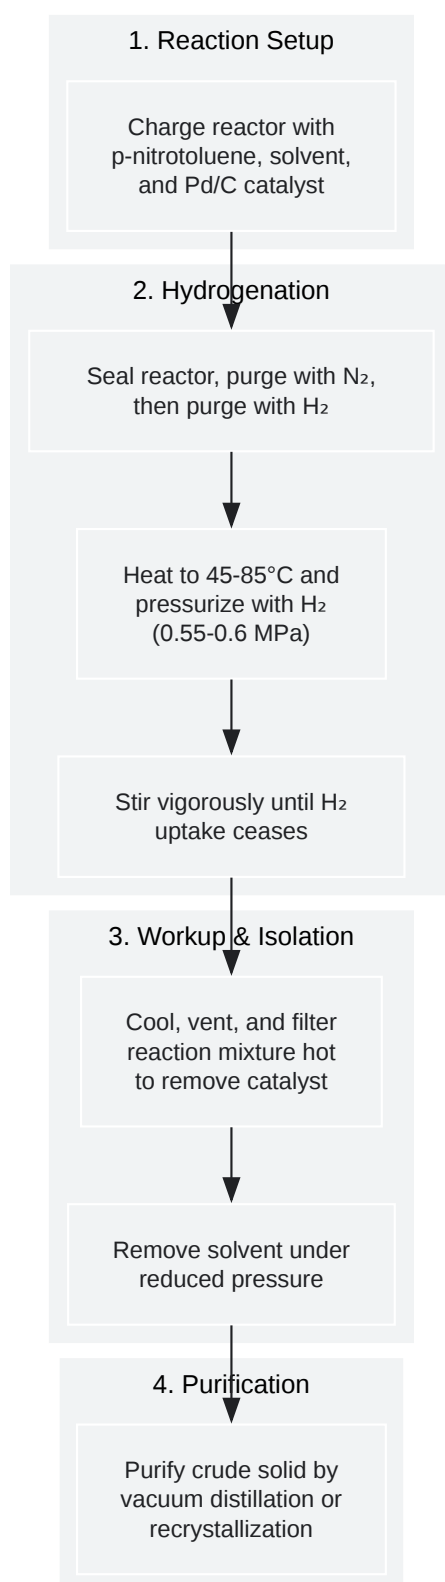 1. Reaction Setup
Charge reactor with
p-nitrotoluene, solvent,
and Pd/C catalyst
2. Hydrogenation
Seal reactor, purge with N₂,
then purge with H₂
Heat to 45-85°C and
pressurize with H₂
(0.55-0.6 MPa)
Stir vigorously until H₂
uptake ceases
3. Workup & Isolation
Cool, vent, and filter
reaction mixture hot
to remove catalyst
Remove solvent under
reduced pressure
4. Purification
Purify crude solid by
vacuum distillation or
recrystallization